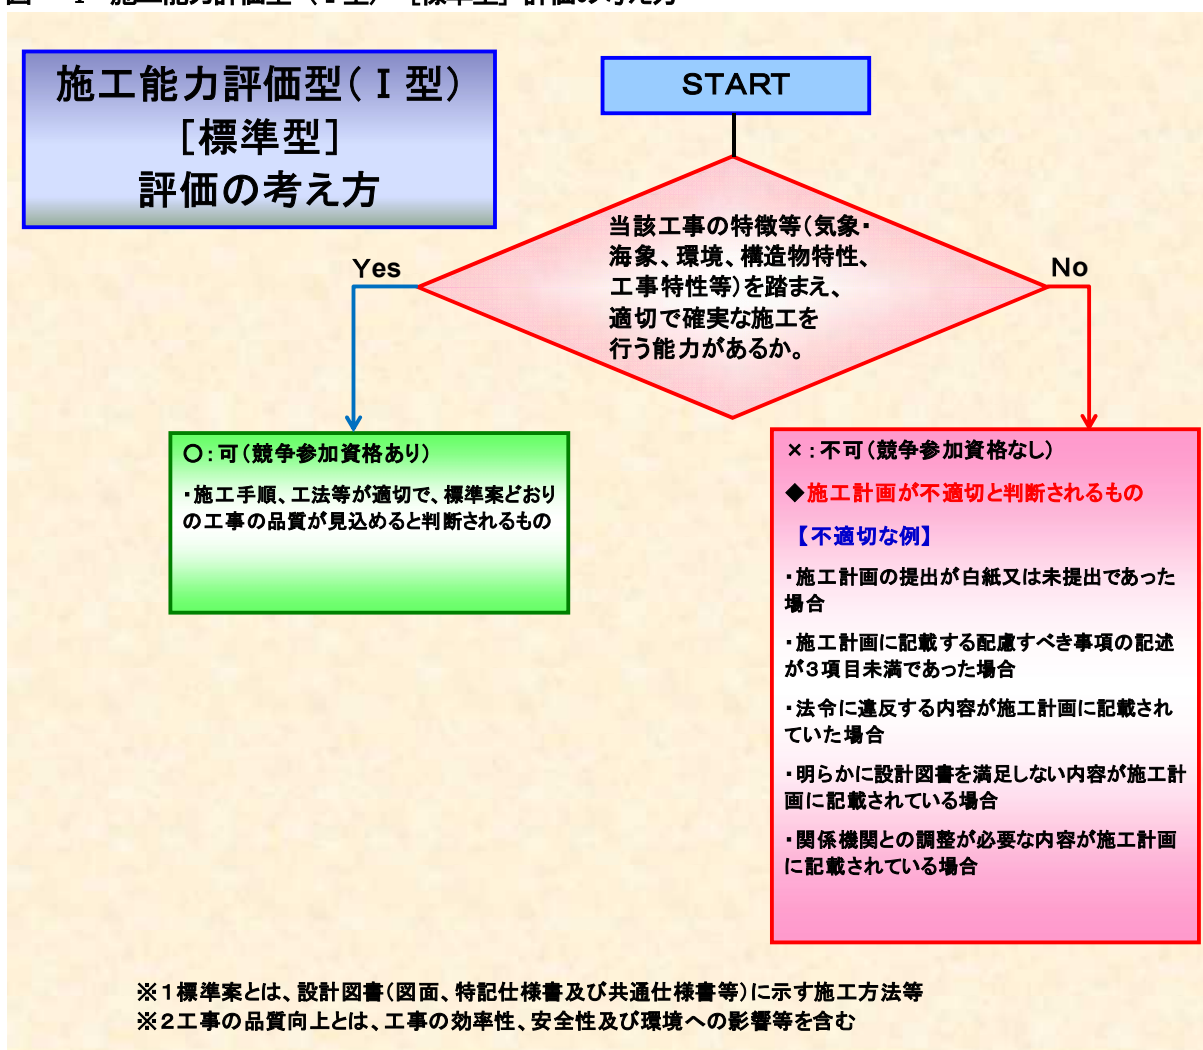 施工能力評価型(Ⅰ型)
[標準型]
評価の考え方
START
当該工事の特徴等(気象・
海象、環境、構造物特性、
工事特性等)を踏まえ、
適切で確実な施工を
行う能力があるか。
Yes
No
○:可(競争参加資格あり)
・施工手順、工法等が適切で、標準案どおり
の工事の品質が見込めると判断されるもの
×:不可(競争参加資格なし)
◆施工計画が不適切と判断されるもの
【不適切な例】
・施工計画の提出が白紙又は未提出であった
場合
・施工計画に記載する配慮すべき事項の記述
が3項目未満であった場合
・法令に違反する内容が施工計画に記載され
ていた場合
・明らかに設計図書を満足しない内容が施工計
画に記載されている場合
・関係機関との調整が必要な内容が施工計画
に記載されている場合
※1標準案とは、設計図書(図面、特記仕様書及び共通仕様書等)に示す施工方法等
※2工事の品質向上とは、工事の効率性、安全性及び環境への影響等を含む